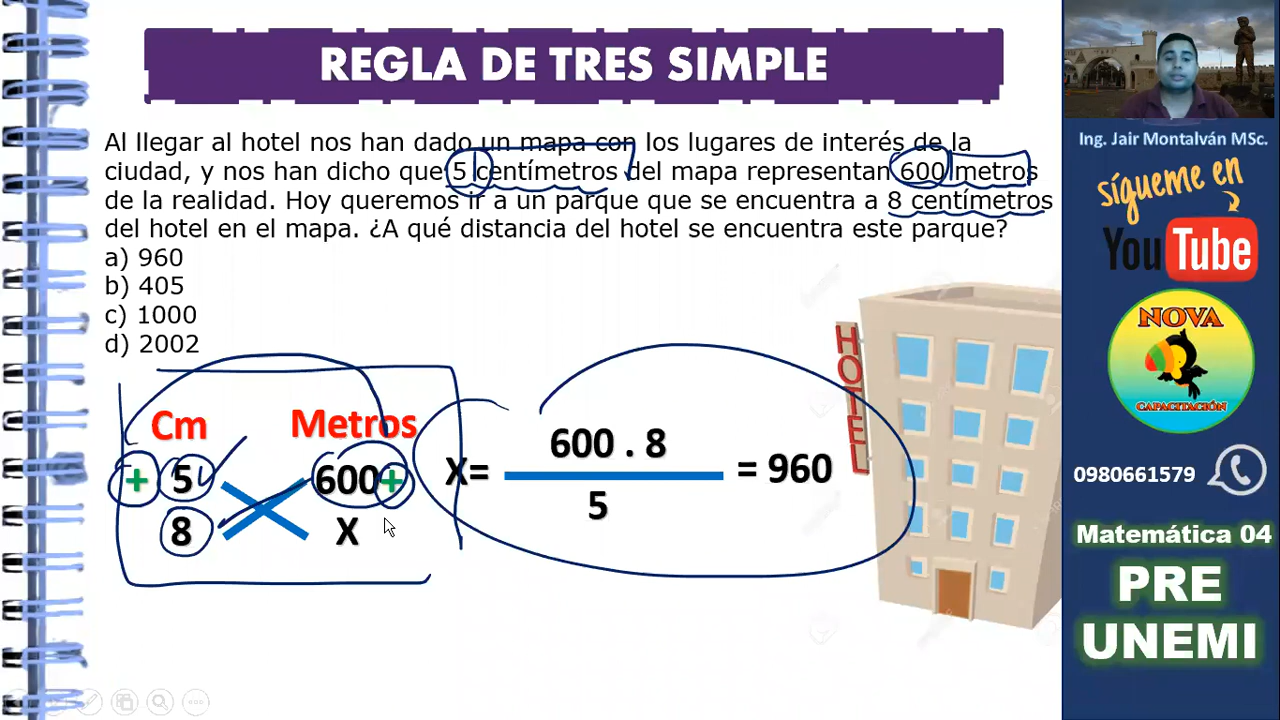 REGLA DE TRES SIMPLE
Al llegar al hotel nos han dado un mapa con los lugares de interés de la
ciudad, y nos han dicho que 5 centímetros del mapa representan 600 metros
de la realidad. Hoy queremos ir a un parque que se encuentra a 8 centímetros
del hotel en el mapa. ¿A qué distancia del hotel se encuentra este parque?
a) 960
b) 405
c) 1000
d) 2002
Cm Metros
+ 5 600 +
8 X
X= 600 . 8 = 960
5
HOTEL
Ing. Jair Montalván MSc.
sígueme en
YouTube
NOVA
CAPACITACIÓN
0980661579
Matemática 04
PRE
UNEMI